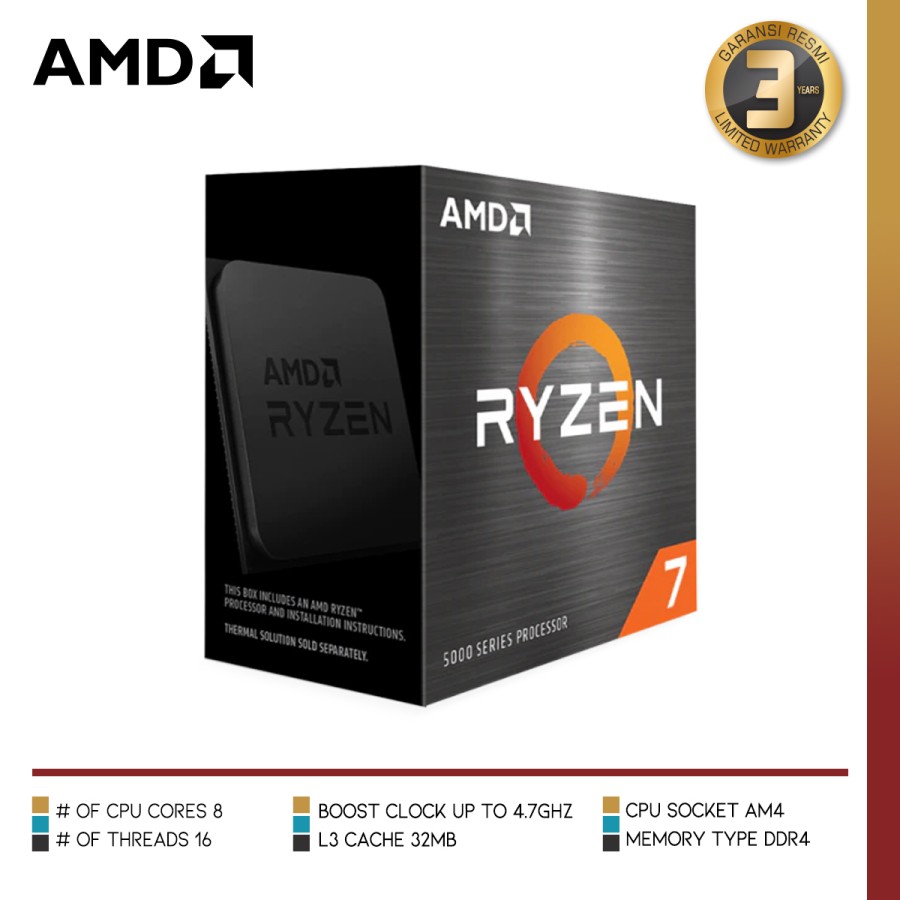 AMD
GARANSI RESMI
3 YEARS
LIMITED WARRANTY
AMD
RYZEN
7
5000 SERIES PROCESSOR
AMD
RYZEN
THIS BOX INCLUDES AN AMD RYZEN™
PROCESSOR AND INSTALLATION INSTRUCTIONS.
THERMAL SOLUTION SOLD SEPARATELY.
# OF CPU CORES 8
# OF THREADS 16
BOOST CLOCK UP TO 4.7GHZ
L3 CACHE 32MB
CPU SOCKET AM4
MEMORY TYPE DDR4